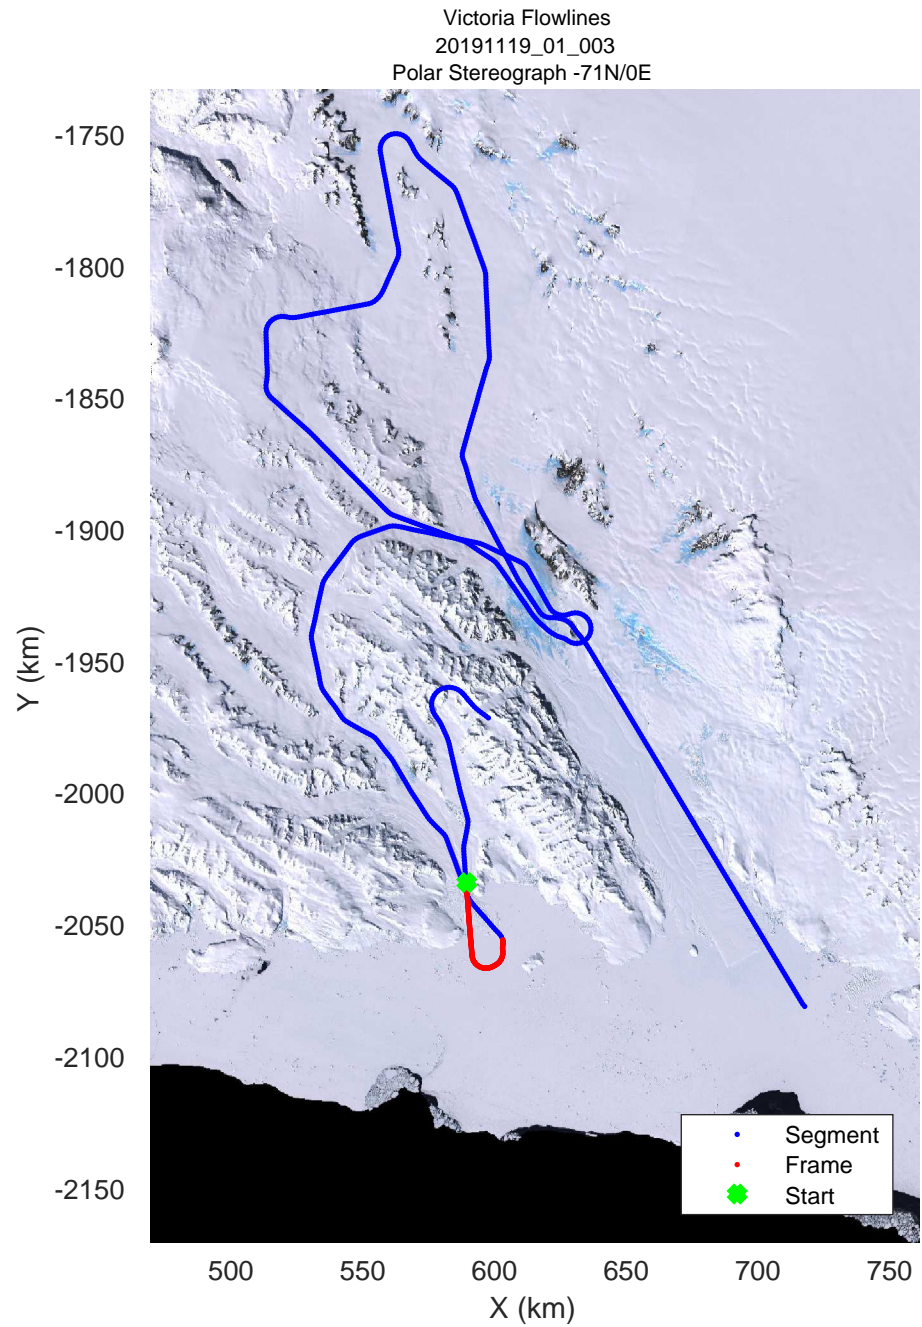 Victoria Flowlines
20191119_01_003
Polar Stereograph -71N/0E
-1750
-1800
-1850
-1900
-1950
-2000
-2050
-2100
-2150
Y (km)
Segment
Frame
Start
500 550 600 650 700 750
X (km)